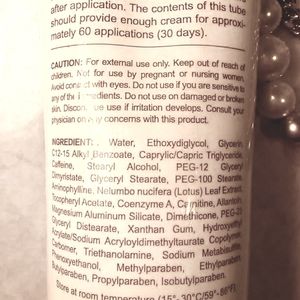 after application. The contents of this tube
should provide enough cream for approxi-
mately 60 applications (30 days).
CAUTION: For external use only. Keep out of reach of
children. Not for use by pregnant or nursing women.
Avoid contact with eyes. Do not use if you are sensitive to
any of the ingredients. Do not use on damaged or broken
skin. Discontinue use if irritation develops. Consult your
physician on any concerns with this product.
INGREDIENTS: Water, Ethoxydiglycol, Glycerin,
C12-15 Alkyl Benzoate, Caprylic/Capric Triglyceride,
Caffeine, Stearyl Alcohol, PEG-12 Glyceryl
Dimyristate, Glyceryl Stearate, PEG-100 Stearate,
Aminophylline, Nelumbo nucifera (Lotus) Leaf Extract,
Tocopheryl Acetate, Coenzyme A, Carnitine, Allantoin,
Magnesium Aluminum Silicate, Dimethicone, PEG-23
Glyceryl Distearate, Xanthan Gum, Hydroxyethyl
Acrylate/Sodium Acryloyldimethyltaurate Copolymer,
Carbomer, Triethanolamine, Sodium Metabisulfite,
Phenoxyethanol, Methylparaben, Ethylparaben,
Butylparaben, Propylparaben, Isobutylparaben.
Store at room temperature (15°-30°C/59°-86°F).